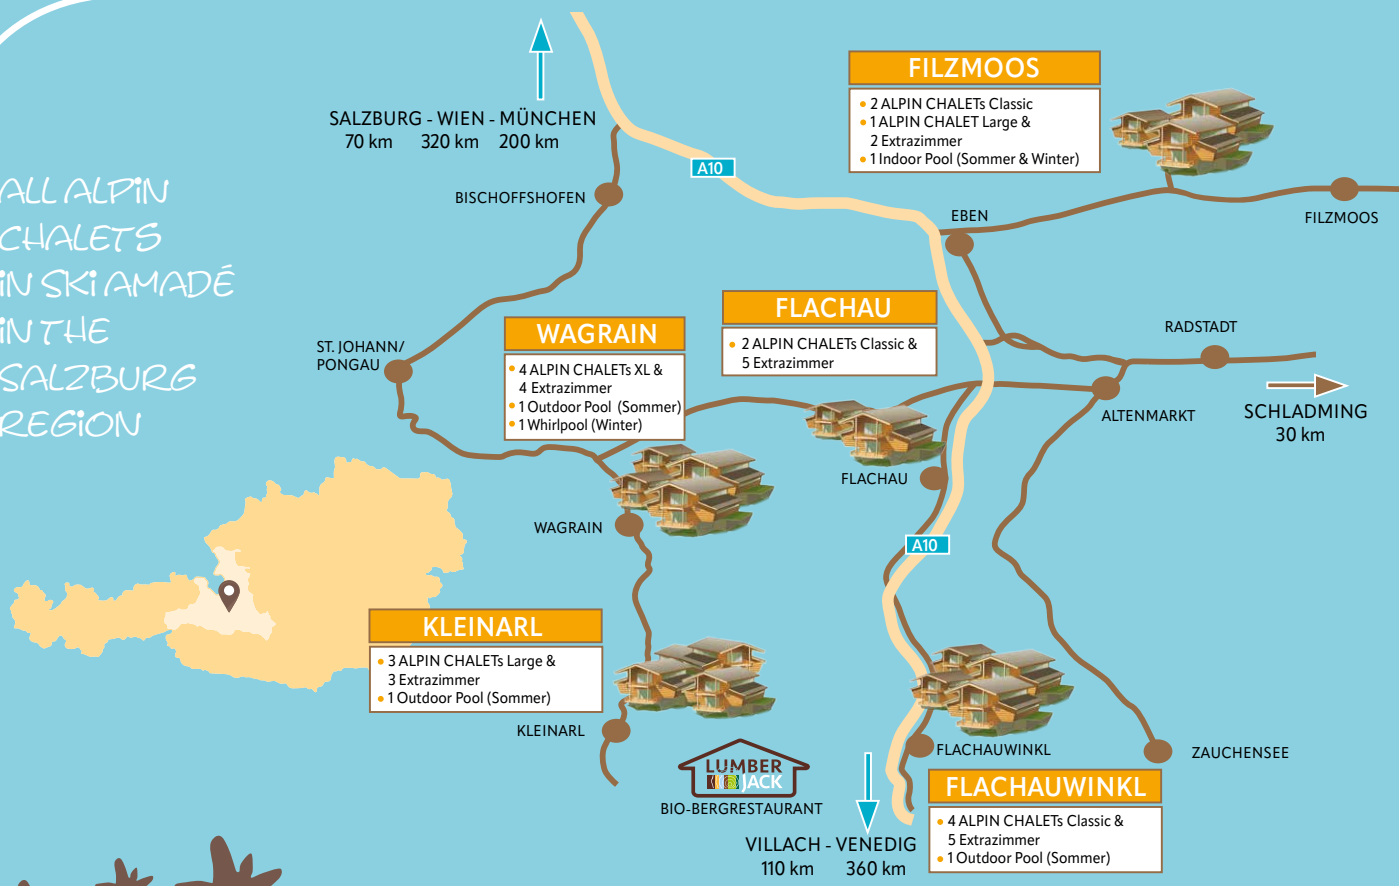 ALL ALPIN
CHALETS
IN SKI AMADÉ
IN THE
SALZBURG
REGION
SALZBURG - WIEN - MÜNCHEN
70 km 320 km 200 km
A10
BISCHOFFSHOFEN
FILZMOOS
• 2 ALPIN CHALETs Classic
• 1 ALPIN CHALET Large &
2 Extrazimmer
• 1 Indoor Pool (Sommer & Winter)
EBEN
FILZMOOS
FLACHAU
• 2 ALPIN CHALETs Classic &
5 Extrazimmer
WAGRAIN
• 4 ALPIN CHALETs XL &
4 Extrazimmer
• 1 Outdoor Pool (Sommer)
• 1 Whirlpool (Winter)
ST. JOHANN/
PONGAU
RADSTADT
ALTENMARKT
SCHLADMING
30 km
FLACHAU
WAGRAIN
A10
KLEINARL
• 3 ALPIN CHALETs Large &
3 Extrazimmer
• 1 Outdoor Pool (Sommer)
KLEINARL
LUMBER
JACK
BIO-BERGRESTAURANT
FLACHAUWINKL
ZAUCHENSEE
FLACHAUWINKL
• 4 ALPIN CHALETs Classic &
5 Extrazimmer
• 1 Outdoor Pool (Sommer)
VILLACH - VENEDIG
110 km 360 km